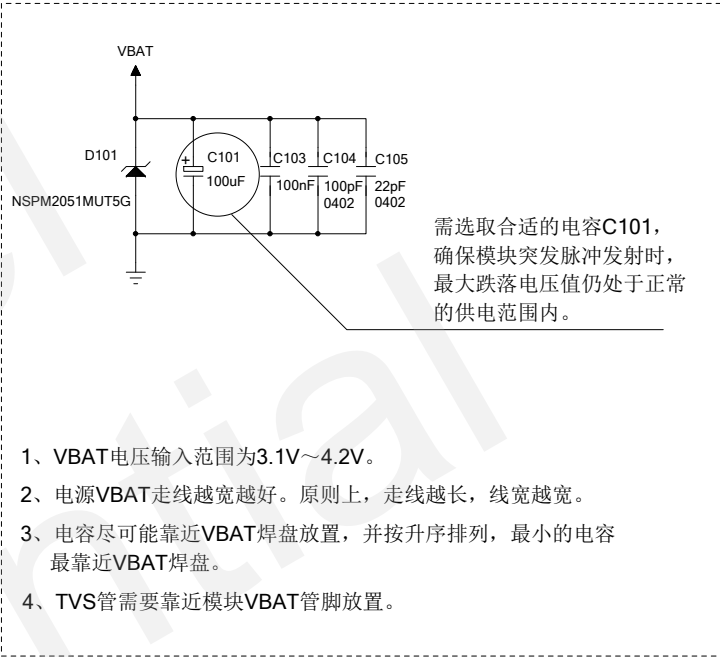 VBAT
D101
NSPM2051MUT5G
C101
100uF
C103
100nF
C104
100pF
0402
C105
22pF
0402
+
需选取合适的电容C101，
确保模块突发脉冲发射时，
最大跌落电压值仍处于正常
的供电范围内。
1、VBAT电压输入范围为3.1V～4.2V。
2、电源VBAT走线越宽越好。原则上，走线越长，线宽越宽。
3、电容尽可能靠近VBAT焊盘放置，并按升序排列，最小的电容
最靠近VBAT焊盘。
4、TVS管需要靠近模块VBAT管脚放置。
ntial
el